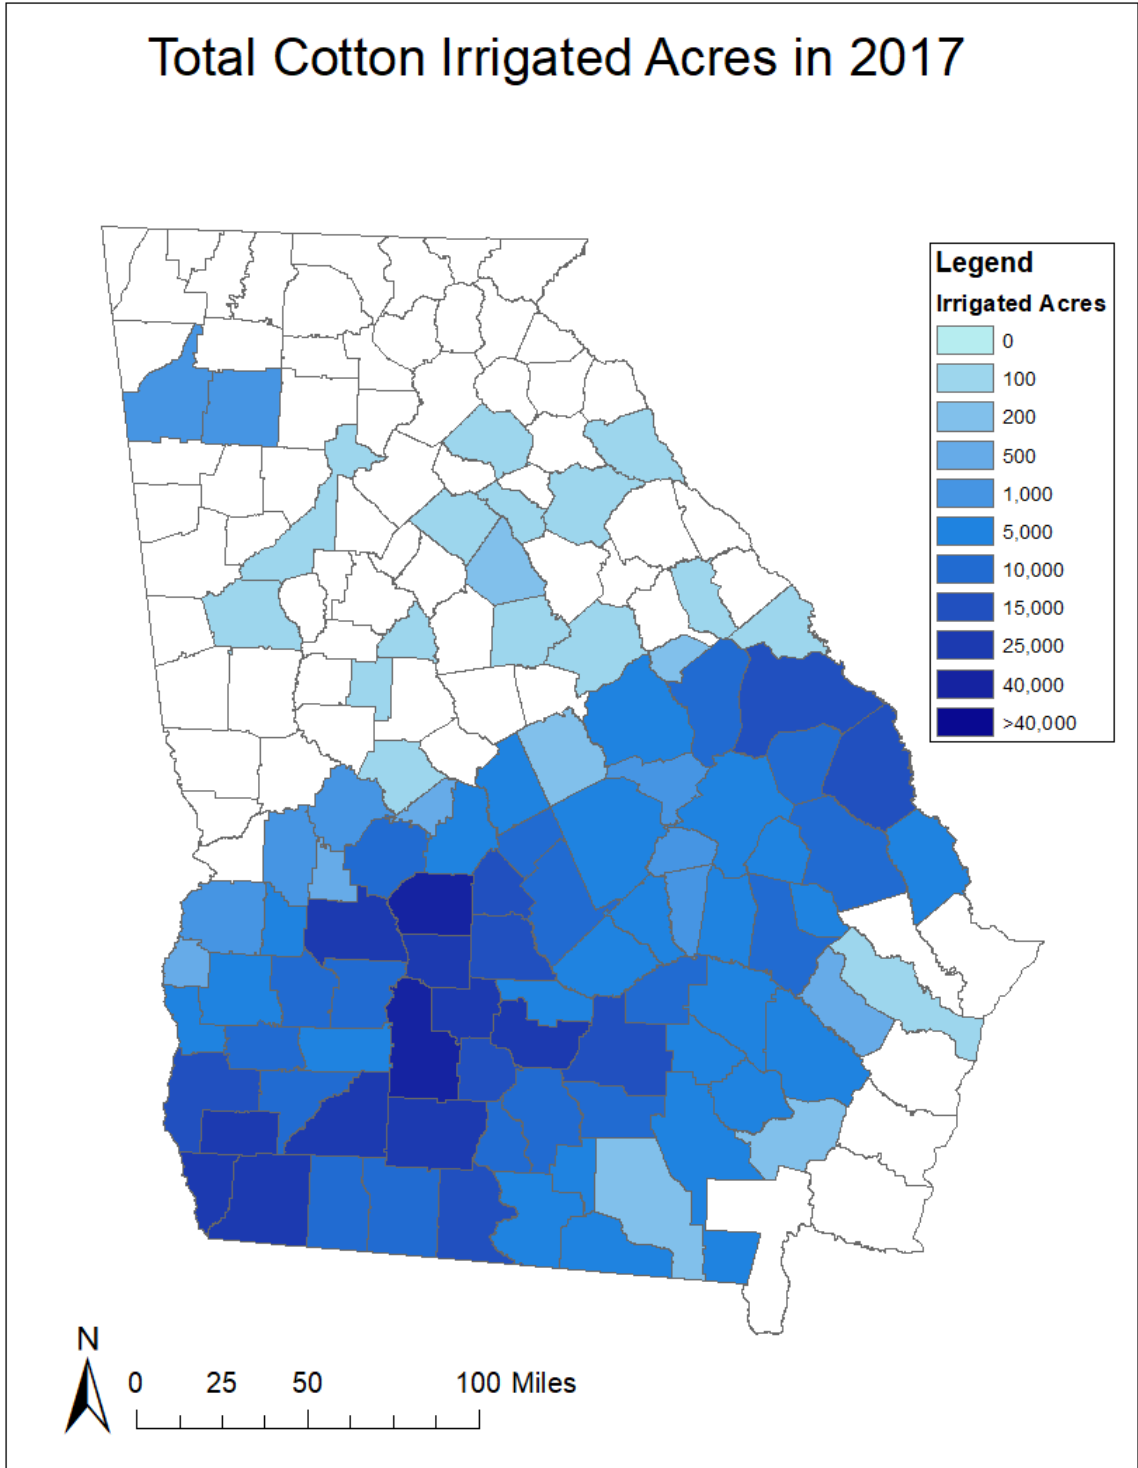 Total Cotton Irrigated Acres in 2017
Legend
Irrigated Acres
0
100
200
500
1,000
5,000
10,000
15,000
25,000
40,000
>40,000
N
0 25 50 100 Miles